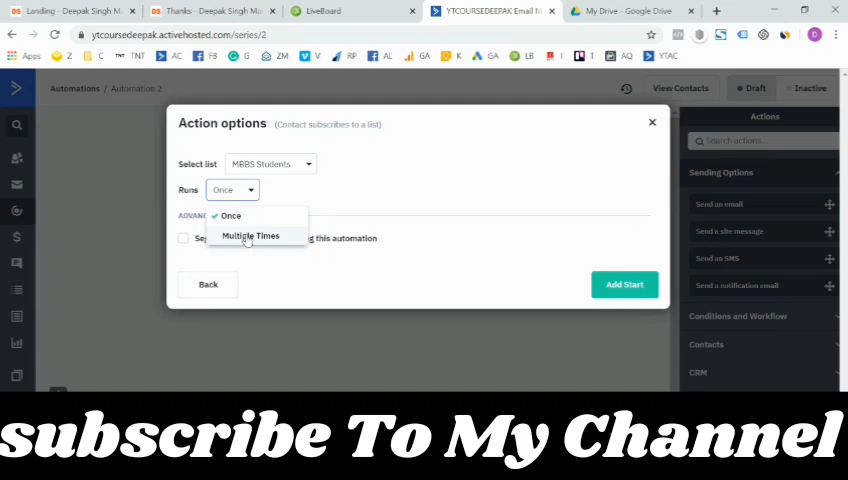 Landing - Deepak Singh Ma
Thanks - Deepak Singh Mar
LiveBoard
YTCOURSEDEEPAK Email M
My Drive - Google Drive
ytcoursedeepak.activehosted.com/series/2
D
Apps
Z
C
TNT TNT
AC
FB
G
ZM
V
RP
AL
GA
K
GA
LB
I
T
AQ
YTAC
Automations / Automation 2
View Contacts
Draft
Inactive
Action options (Contact subscribes to a list)
Select list MBBS Students
Runs Once
Once
Multiple Times
ADVAN
Seg
g this automation
Back
Add Start
Actions
Search actions...
Sending Options
Send an email
Send a site message
Send an SMS
Send a notification email
Conditions and Workflow
Contacts
CRM
subscribe To My Channel